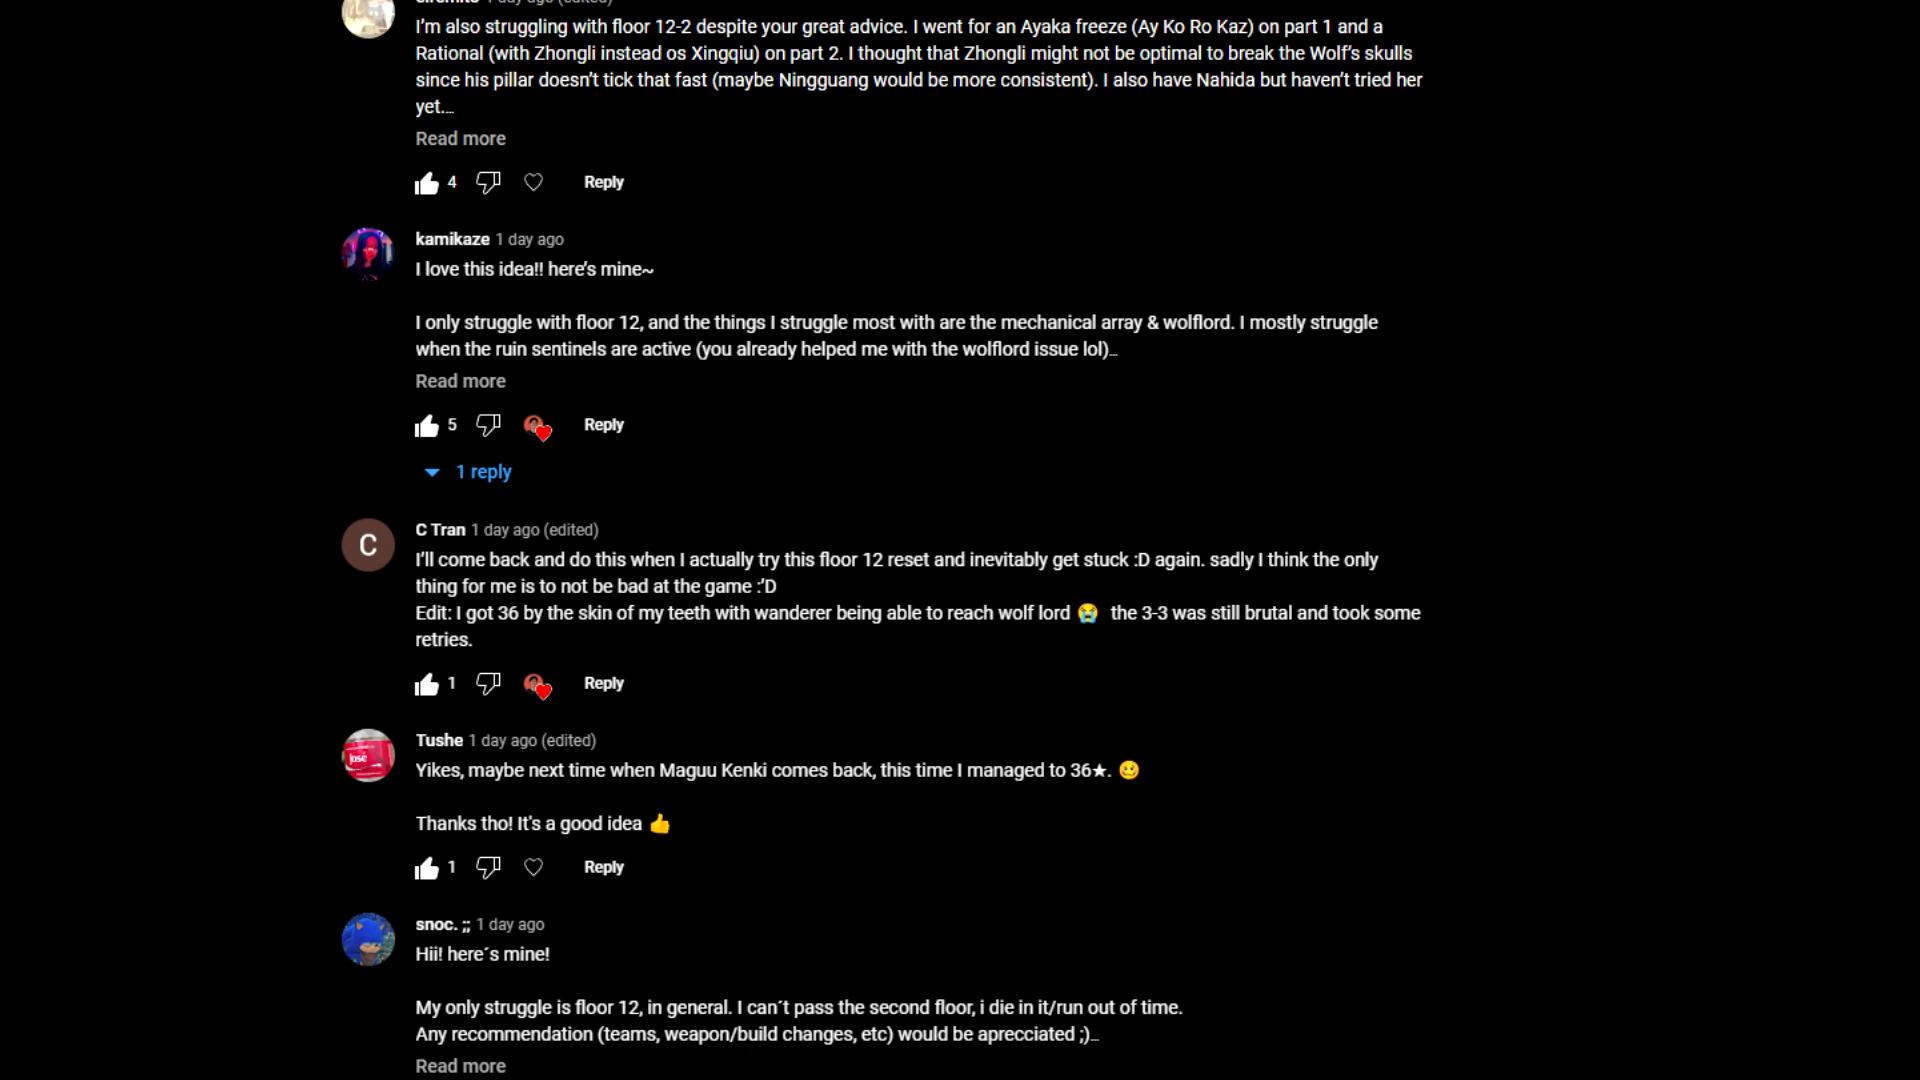 I'm also struggling with floor 12-2 despite your great advice. I went for an Ayaka freeze (Ay Ko Ro Kaz) on part 1 and a
Rational (with Zhongli instead os Xingqiu) on part 2. I thought that Zhongli might not be optimal to break the Wolf's skulls
since his pillar doesn't tick that fast (maybe Ningguang would be more consistent). I also have Nahida but haven't tried her
yet....
Read more
4 Reply
kamikaze 1 day ago
I love this idea!! here's mine~
I only struggle with floor 12, and the things I struggle most with are the mechanical array & wolflord. I mostly struggle
when the ruin sentinels are active (you already helped me with the wolflord issue lol)...
Read more
5 Reply
1 reply
C
C Tran 1 day ago (edited)
I'll come back and do this when I actually try this floor 12 reset and inevitably get stuck :D again. sadly I think the only
thing for me is to not be bad at the game :'D
Edit: I got 36 by the skin of my teeth with wanderer being able to reach wolf lord 😭 the 3-3 was still brutal and took some
retries.
1 Reply
José
Tushe 1 day ago (edited)
Yikes, maybe next time when Maguu Kenki comes back, this time I managed to 36★. 🥴
Thanks tho! It's a good idea 👍
1 Reply
snoc. ;; 1 day ago
Hii! here´s mine!
My only struggle is floor 12, in general. I can´t pass the second floor, i die in it/run out of time.
Any recommendation (teams, weapon/build changes, etc) would be aprecciated ;)...
Read more